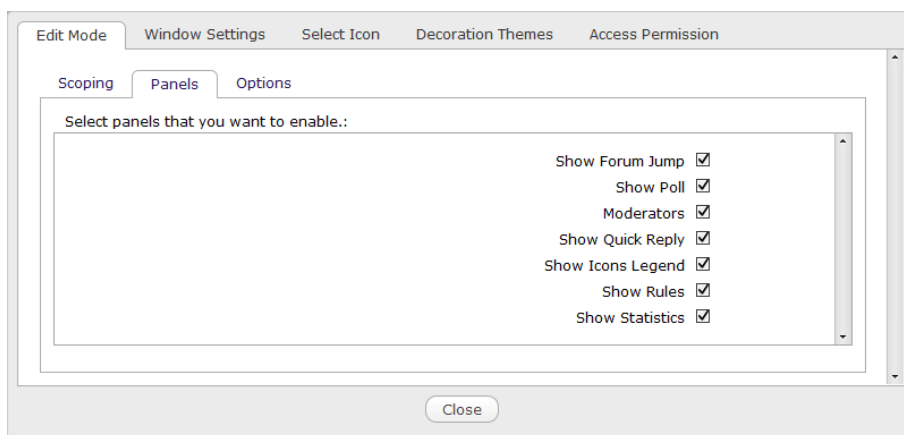 Edit Mode Window Settings Select Icon Decoration Themes Access Permission
Scoping Panels Options
Select panels that you want to enable.:
Show Forum Jump
Show Poll
Moderators
Show Quick Reply
Show Icons Legend
Show Rules
Show Statistics
Close